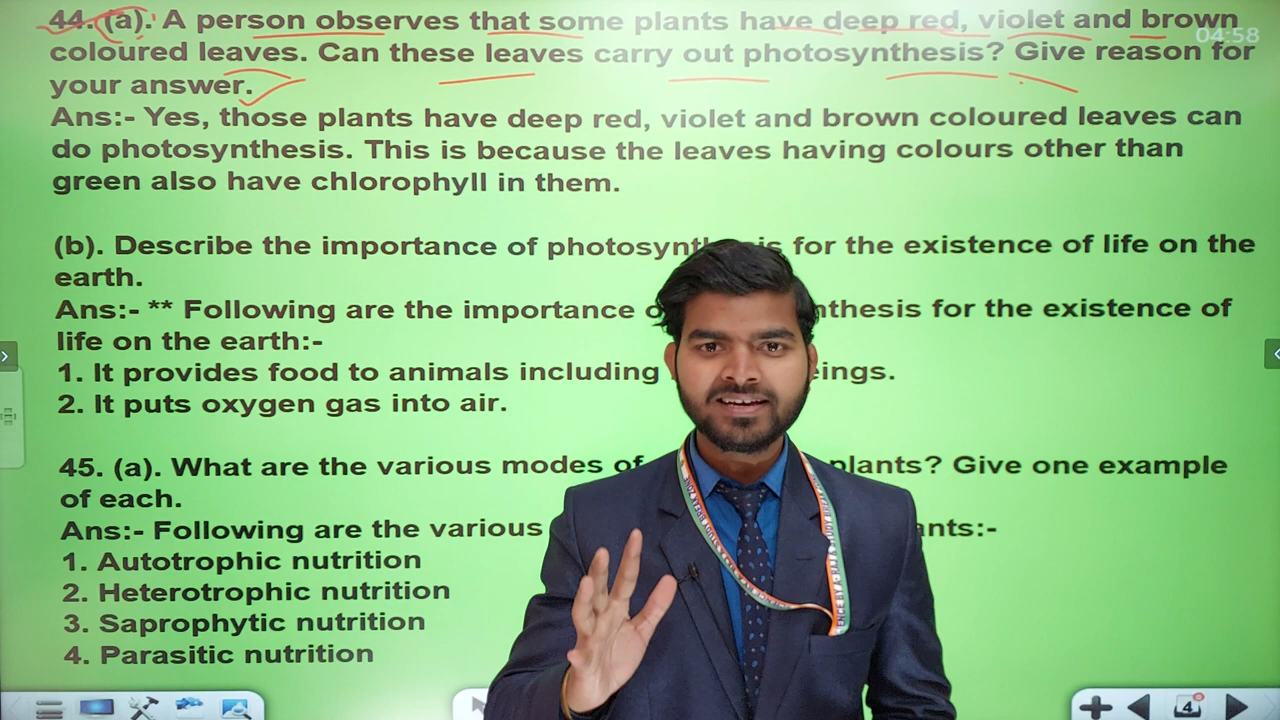 44. (a). A person observes that some plants have deep red, violet and brown
04:58
coloured leaves. Can these leaves carry out photosynthesis? Give reason for
your answer.
Ans:- Yes, those plants have deep red, violet and brown coloured leaves can
do photosynthesis. This is because the leaves having colours other than
green also have chlorophyll in them.
(b). Describe the importance of for the existence of life on the
earth.
Ans:- ** Following are the importance for the existence of
life on the earth:-
1. It provides food to animals including
2. It puts oxygen gas into air.
45. (a). What are the various modes of plants? Give one example
of each.
Ans:- Following are the various
1. Autotrophic nutrition
2. Heterotrophic nutrition
3. Saprophytic nutrition
4. Parasitic nutrition
4